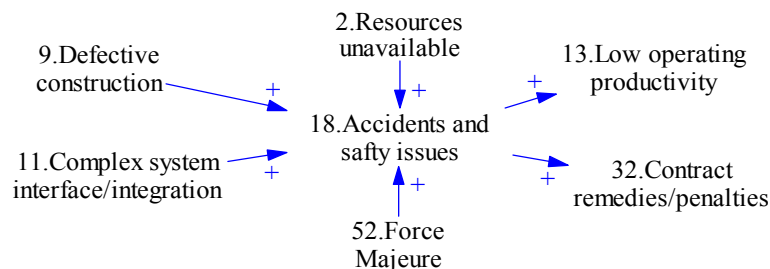 2.Resources
unavailable
9.Defective
construction
13.Low operating
productivity
+
+
+
18.Accidents and
safty issues
11.Complex system
interface/integration
+
+
+
32.Contract
remedies/penalties
52.Force
Majeure